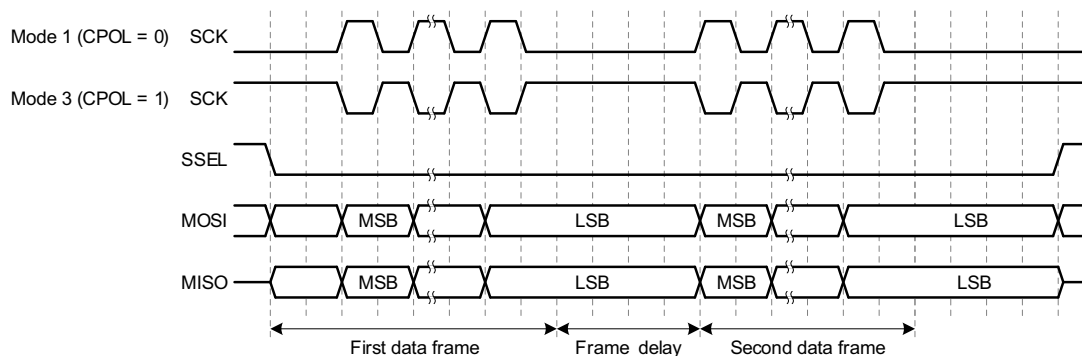 Mode 1 (CPOL = 0) SCK
Mode 3 (CPOL = 1) SCK
SSEL
MOSI MSB LSB MSB LSB
MISO MSB LSB MSB LSB
First data frame Frame delay Second data frame